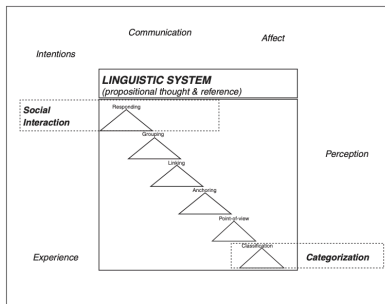 Communication
Affect
Intentions
LINGUISTIC SYSTEM
(propositional thought & reference)
Social
Interaction
Responding
Grouping
Linking
Perception
Anchoring
Point-of-view
Classification
Experience
Categorization